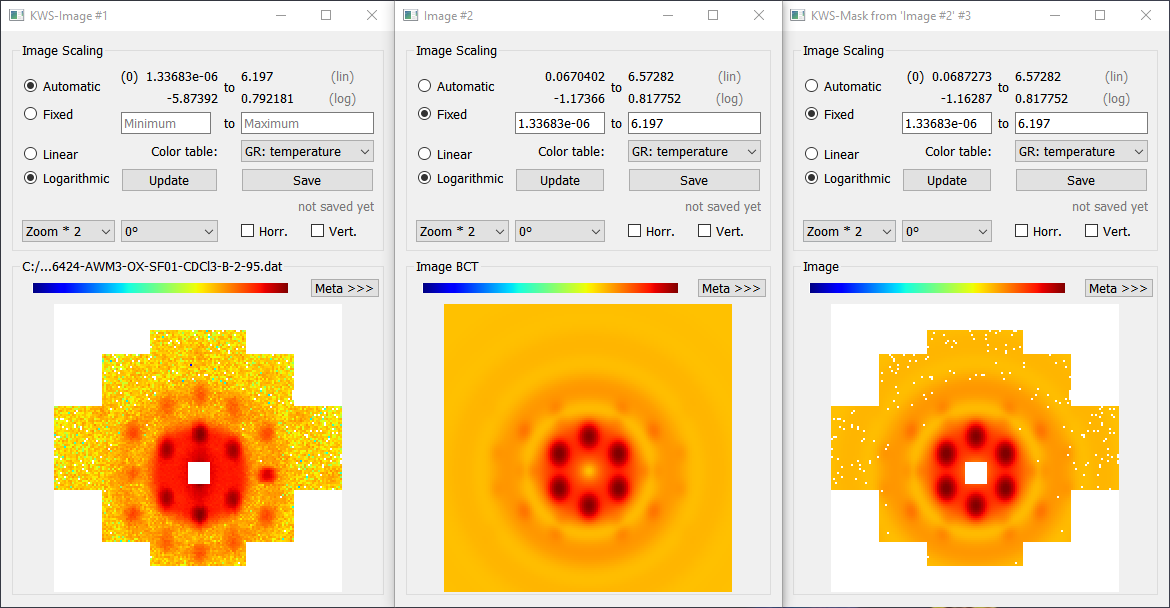 KWS-Image #1
Image Scaling
Automatic (0) 1.33683e-06 to 6.197 (lin)
-5.87392 0.792181 (log)
Fixed
Minimum to Maximum
Linear Color table: GR: temperature
Logarithmic Update Save
not saved yet
Zoom * 2 0° Horr. Vert.
C:/...6424-AWM3-OX-SF01-CDCl3-B-2-95.dat
Meta >>>
Image #2
Image Scaling
Automatic 0.0670402 to 6.57282 (lin)
-1.17366 0.817752 (log)
Fixed
1.33683e-06 to 6.197
Linear Color table: GR: temperature
Logarithmic Update Save
not saved yet
Zoom * 2 0° Horr. Vert.
Image BCT
Meta >>>
KWS-Mask from 'Image #2' #3
Image Scaling
Automatic (0) 0.0687273 to 6.57282 (lin)
-1.16287 0.817752 (log)
Fixed
1.33683e-06 to 6.197
Linear Color table: GR: temperature
Logarithmic Update Save
not saved yet
Zoom * 2 0° Horr. Vert.
Image
Meta >>>